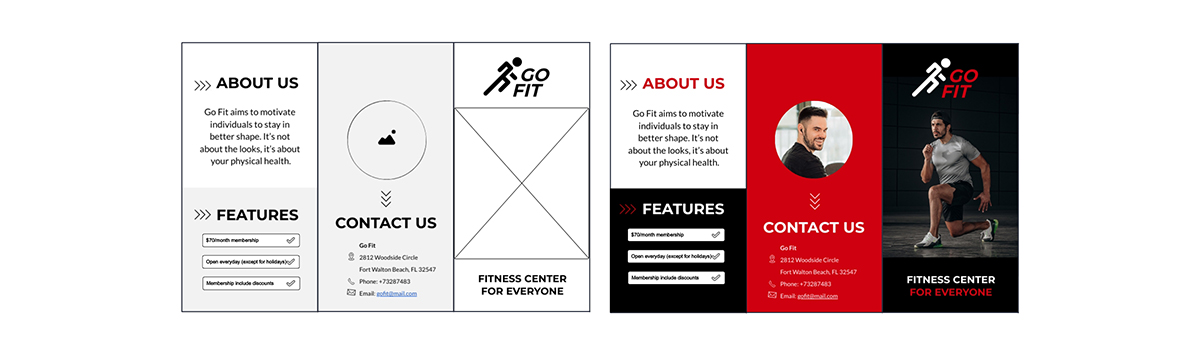 ABOUT US
Go Fit aims to motivate
individuals to stay in
better shape. It's not
about the looks, it's about
your physical health.
FEATURES
$70/month membership
Open everyday (except for holidays)
Membership include discounts
CONTACT US
Go Fit
2812 Woodside Circle
Fort Walton Beach, FL 32547
Phone: +73287483
Email: gofit@mail.com
GO
FIT
FITNESS CENTER
FOR EVERYONE
ABOUT US
Go Fit aims to motivate
individuals to stay in
better shape. It's not
about the looks, it's about
your physical health.
FEATURES
$70/month membership
Open everyday (except for holidays)
Membership include discounts
CONTACT US
Go Fit
2812 Woodside Circle
Fort Walton Beach, FL 32547
Phone: +73287483
Email: gofit@mail.com
GO
FIT
FITNESS CENTER
FOR EVERYONE